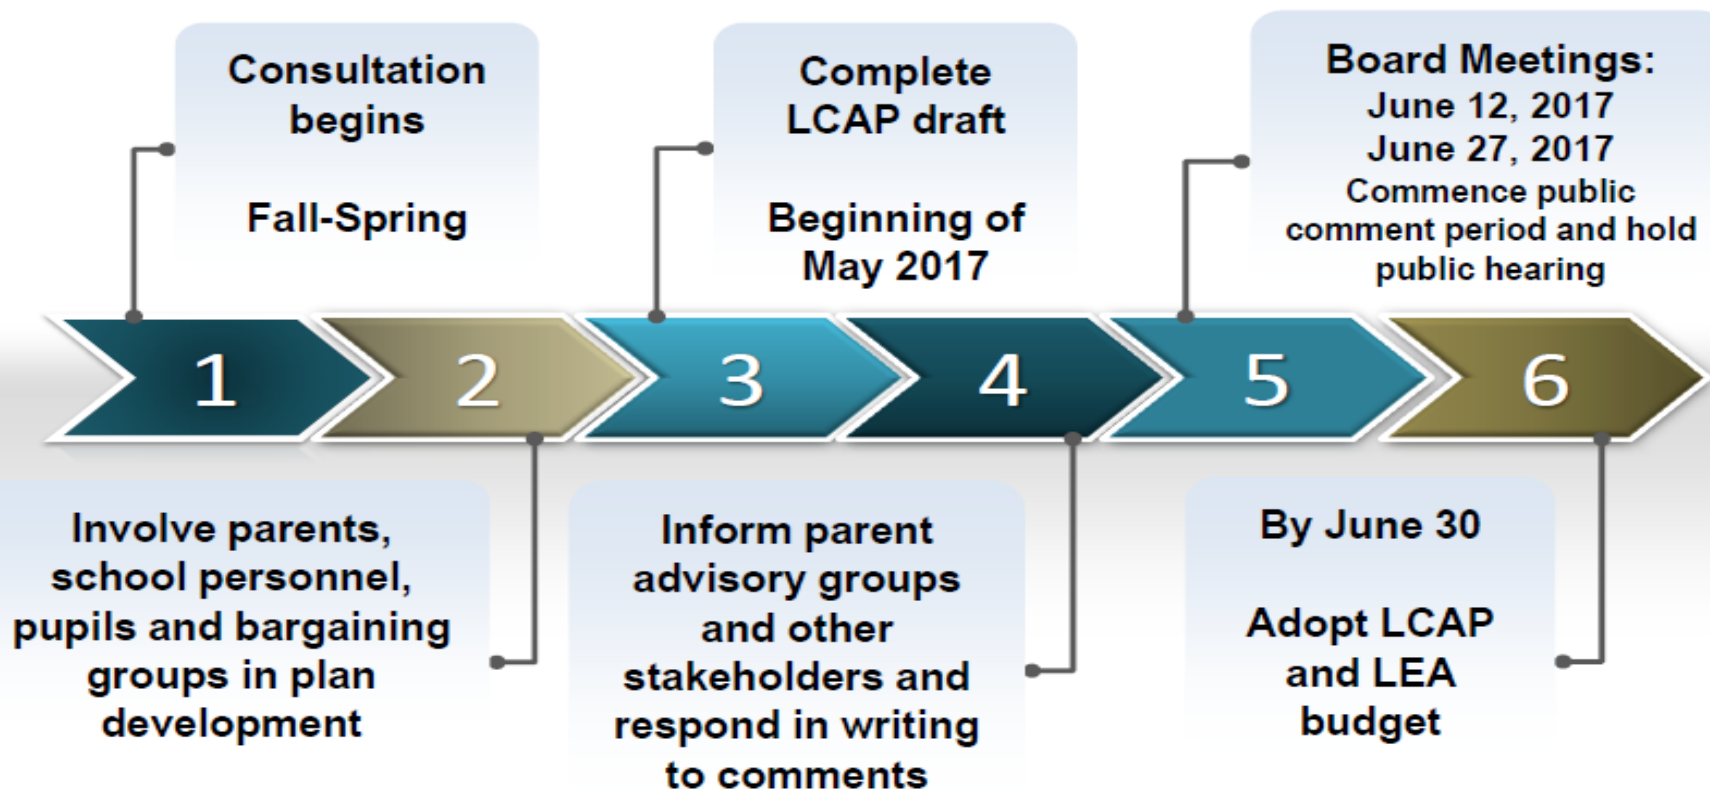 Consultation
begins
Fall-Spring
Complete
LCAP draft
Beginning of
May 2017
Board Meetings:
June 12, 2017
June 27, 2017
Commence public
comment period and hold
public hearing
1
2
3
4
5
6
Involve parents,
school personnel,
pupils and bargaining
groups in plan
development
Inform parent
advisory groups
and other
stakeholders and
respond in writing
to comments
By June 30
Adopt LCAP
and LEA
budget